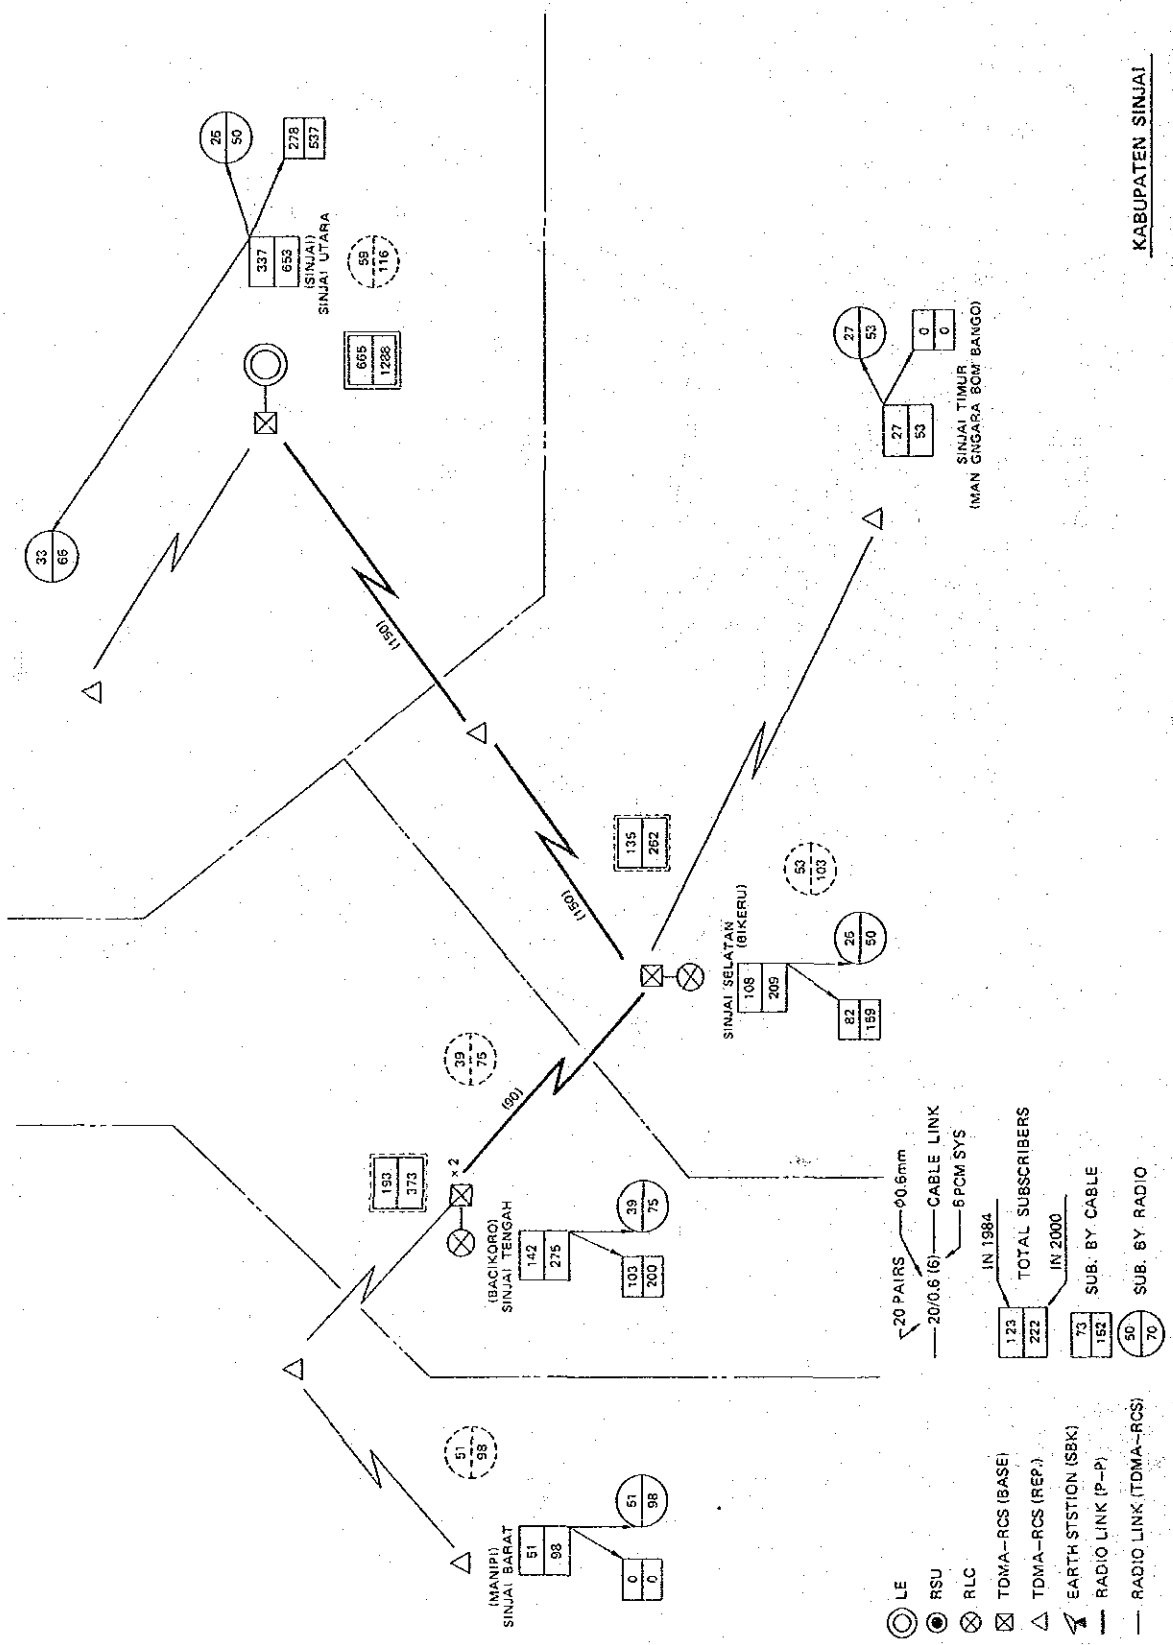 KABUPATEN SINJAI
33
66
26
50
278
537
337
653
(SINJAI)
SINJAI UTARA
59
116
665
1288
(150)
(150)
27
53
0
0
27
53
SINJAI TIMUR
(MAN GNGARA BOM BANGO)
135
262
53
103
SINJAI SELATAN
(BIKERU)
108
209
26
50
82
159
(90)
39
75
193
373
× 2
(BACIKORO)
SINJAI TENGAH
142
275
39
75
103
200
51
98
(MANIPI)
SINJAI BARAT
51
98
51
98
0
0
LE
RSU
RLC
TDMA-RCS (BASE)
TDMA-RCS (REP.)
EARTH STSTION (SBK)
RADIO LINK (P-P)
RADIO LINK (TDMA-RCS)
20 PAIRS
φ0.6mm
20/0.6 (6)
CABLE LINK
6 PCM SYS
IN 1984
123
222
TOTAL SUBSCRIBERS
IN 2000
73
152
SUB. BY CABLE
50
70
SUB. BY RADIO